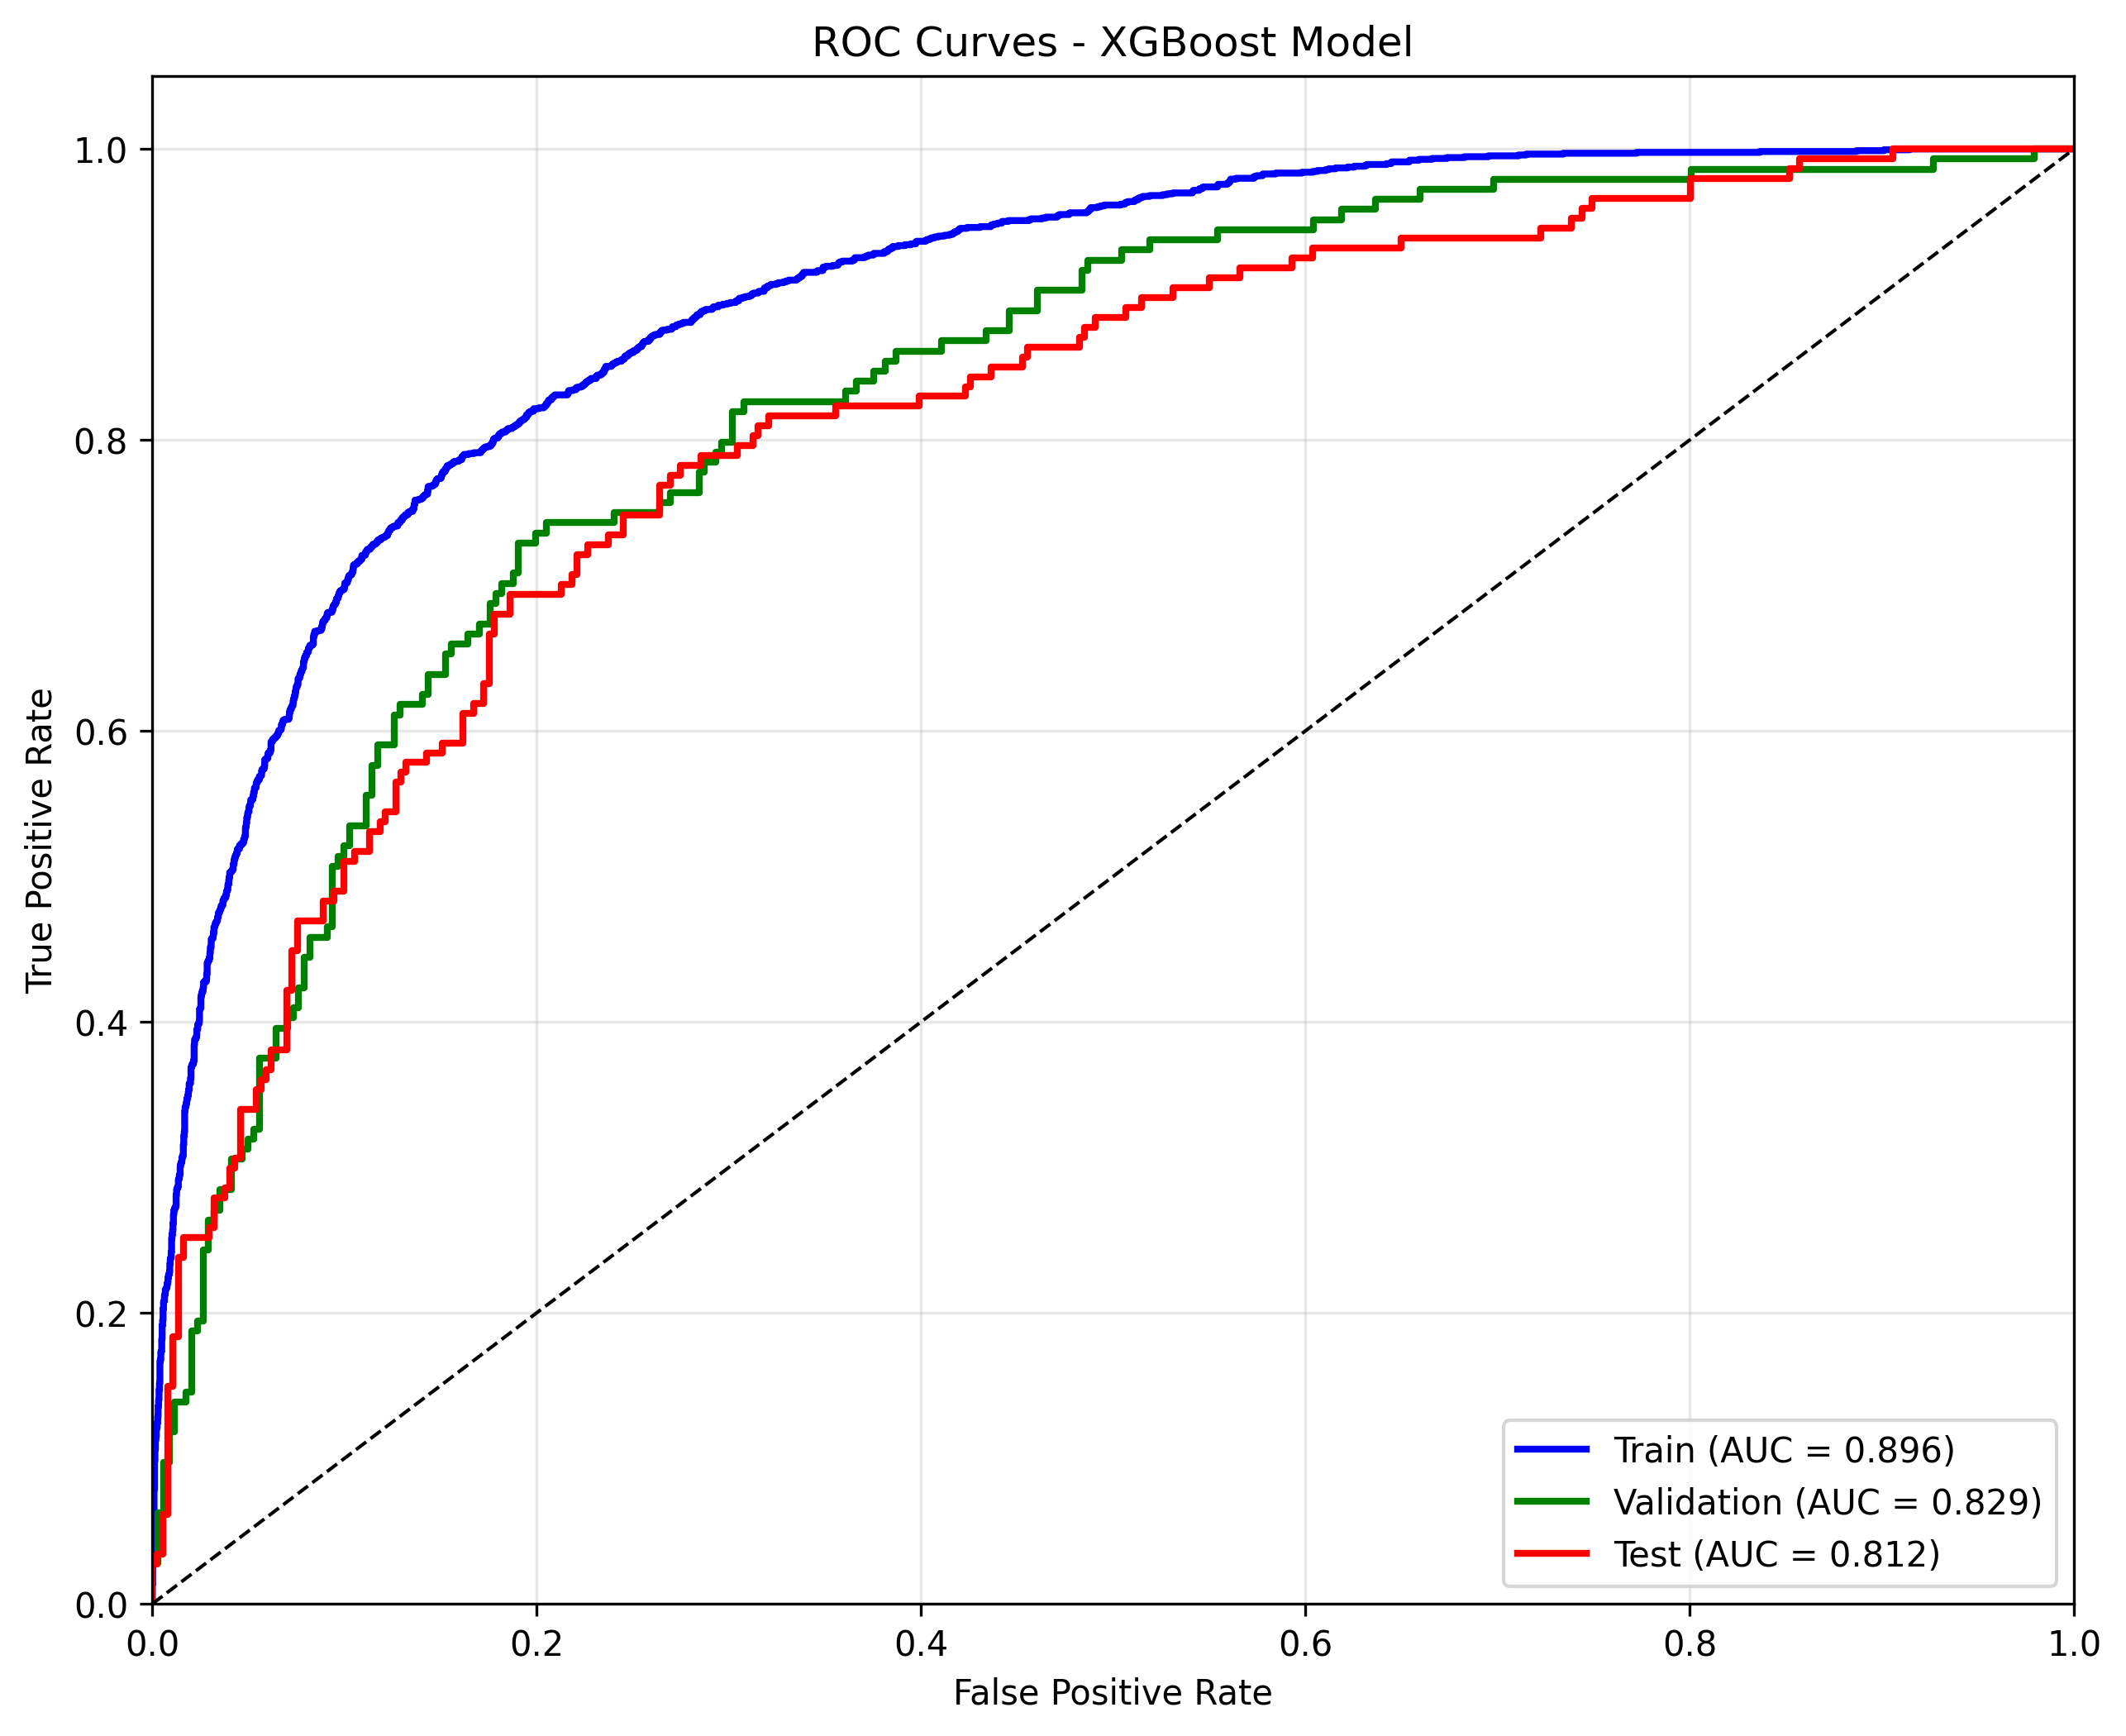 ROC Curves - XGBoost Model
1.0
0.8
0.6
0.4
0.2
0.0
True Positive Rate
0.0 0.2 0.4 0.6 0.8 1.0
False Positive Rate
Train (AUC = 0.896)
Validation (AUC = 0.829)
Test (AUC = 0.812)